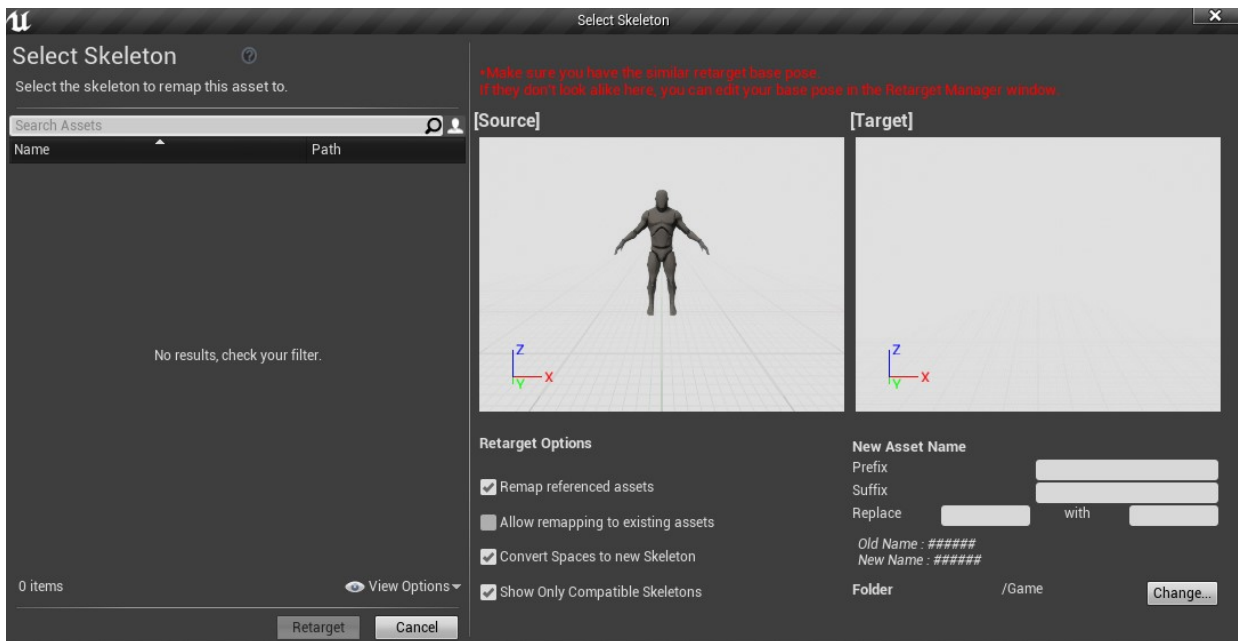 Select Skeleton
Select Skeleton
Select the skeleton to remap this asset to.
Search Assets
Name Path
No results, check your filter.
0 items View Options
Retarget Cancel
*Make sure you have the similar retarget base pose.
If they don't look alike here, you can edit your base pose in the Retarget Manager window.
[Source] [Target]
Z
X
Y
Z
X
Y
Retarget Options
Remap referenced assets
Allow remapping to existing assets
Convert Spaces to new Skeleton
Show Only Compatible Skeletons
New Asset Name
Prefix
Suffix
Replace with
Old Name : ######
New Name : ######
Folder /Game Change...